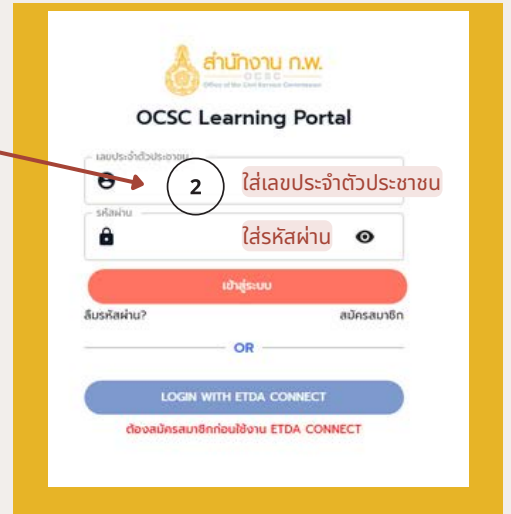 สำนักงาน ก.พ.
OCSC
Office of the Civil Service Commission
OCSC Learning Portal
เลขประจำตัวประชาชน
2
ใส่เลขประจำตัวประชาชน
รหัสผ่าน
ใส่รหัสผ่าน
เข้าสู่ระบบ
ลืมรหัสผ่าน? สมัครสมาชิก
OR
LOGIN WITH ETDA CONNECT
ต้องสมัครสมาชิกก่อนใช้งาน ETDA CONNECT